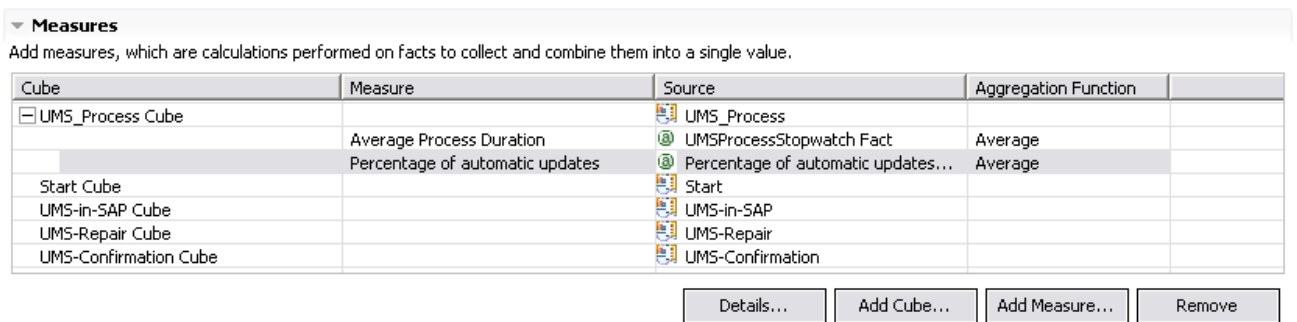 Measures
Add measures, which are calculations performed on facts to collect and combine them into a single value.
Cube Measure Source Aggregation Function
UMS_Process Cube UMS_Process
Average Process Duration UMSProcessStopwatch Fact Average
Percentage of automatic updates Percentage of automatic updates... Average
Start Cube Start
UMS-in-SAP Cube UMS-in-SAP
UMS-Repair Cube UMS-Repair
UMS-Confirmation Cube UMS-Confirmation
Details... Add Cube... Add Measure... Remove